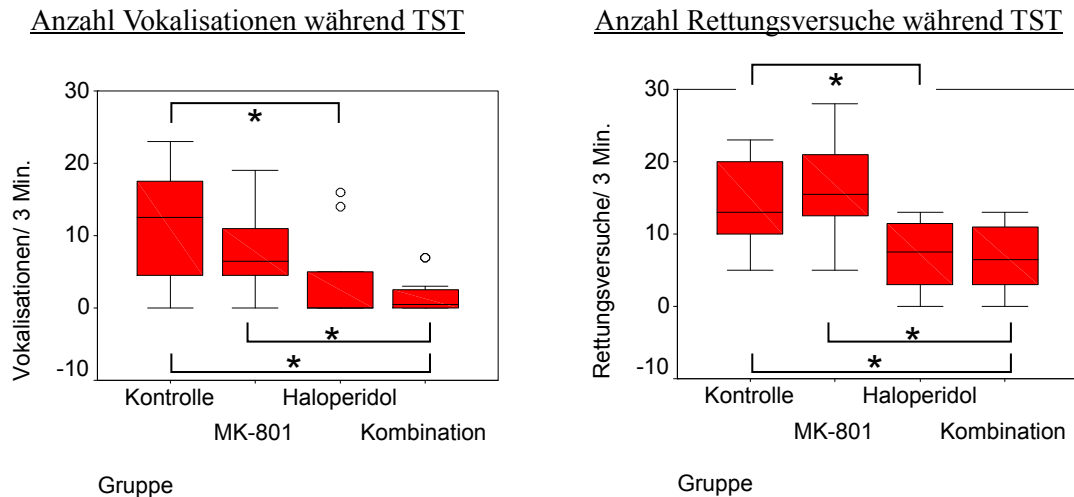 Anzahl Vokalisationen während TST
Vokalisationen/ 3 Min.
30
20
10
0
-10
*
*
*
Kontrolle
MK-801
Haloperidol
Kombination
Gruppe
Anzahl Rettungsversuche während TST
Rettungsversuche/ 3 Min.
30
20
10
0
-10
*
*
*
Kontrolle
MK-801
Haloperidol
Kombination
Gruppe